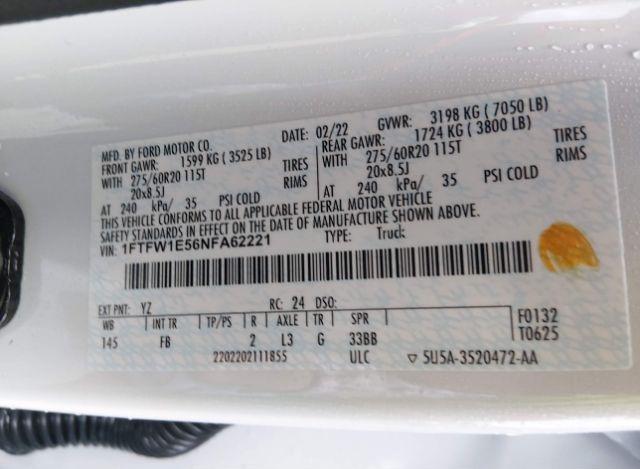 MFD. BY FORD MOTOR CO.
DATE: 02/22 GVWR: 3198 KG ( 7050 LB)
FRONT GAWR: 1599 KG ( 3525 LB)
REAR GAWR: 1724 KG ( 3800 LB)
WITH 275/60R20 115T TIRES
275/60R20 115T TIRES
20x8.5J RIMS
WITH 20x8.5J RIMS
AT 240 kPa/ 35 PSI COLD
AT 240 kPa/ 35 PSI COLD
THIS VEHICLE CONFORMS TO ALL APPLICABLE FEDERAL MOTOR VEHICLE
SAFETY STANDARDS IN EFFECT ON THE DATE OF MANUFACTURE SHOWN ABOVE.
VIN: 1FTFW1E56NFA62221 TYPE: Truck
EXT PNT: YZ RC: 24 DSO:
WB INT TR TP/PS R AXLE TR SPR
F0132
145 FB 2 L3 G 33BB
T0625
2202202111855 ULC ▽ 5U5A-3520472-AA